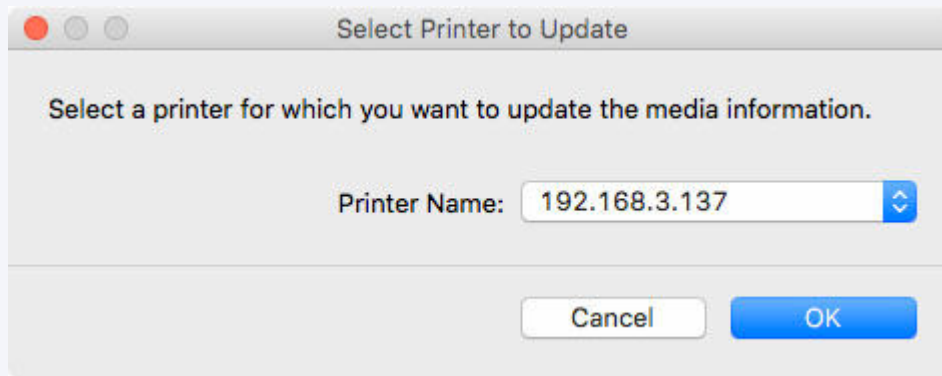 Select Printer to Update
Select a printer for which you want to update the media information.
Printer Name: 192.168.3.137
Cancel OK